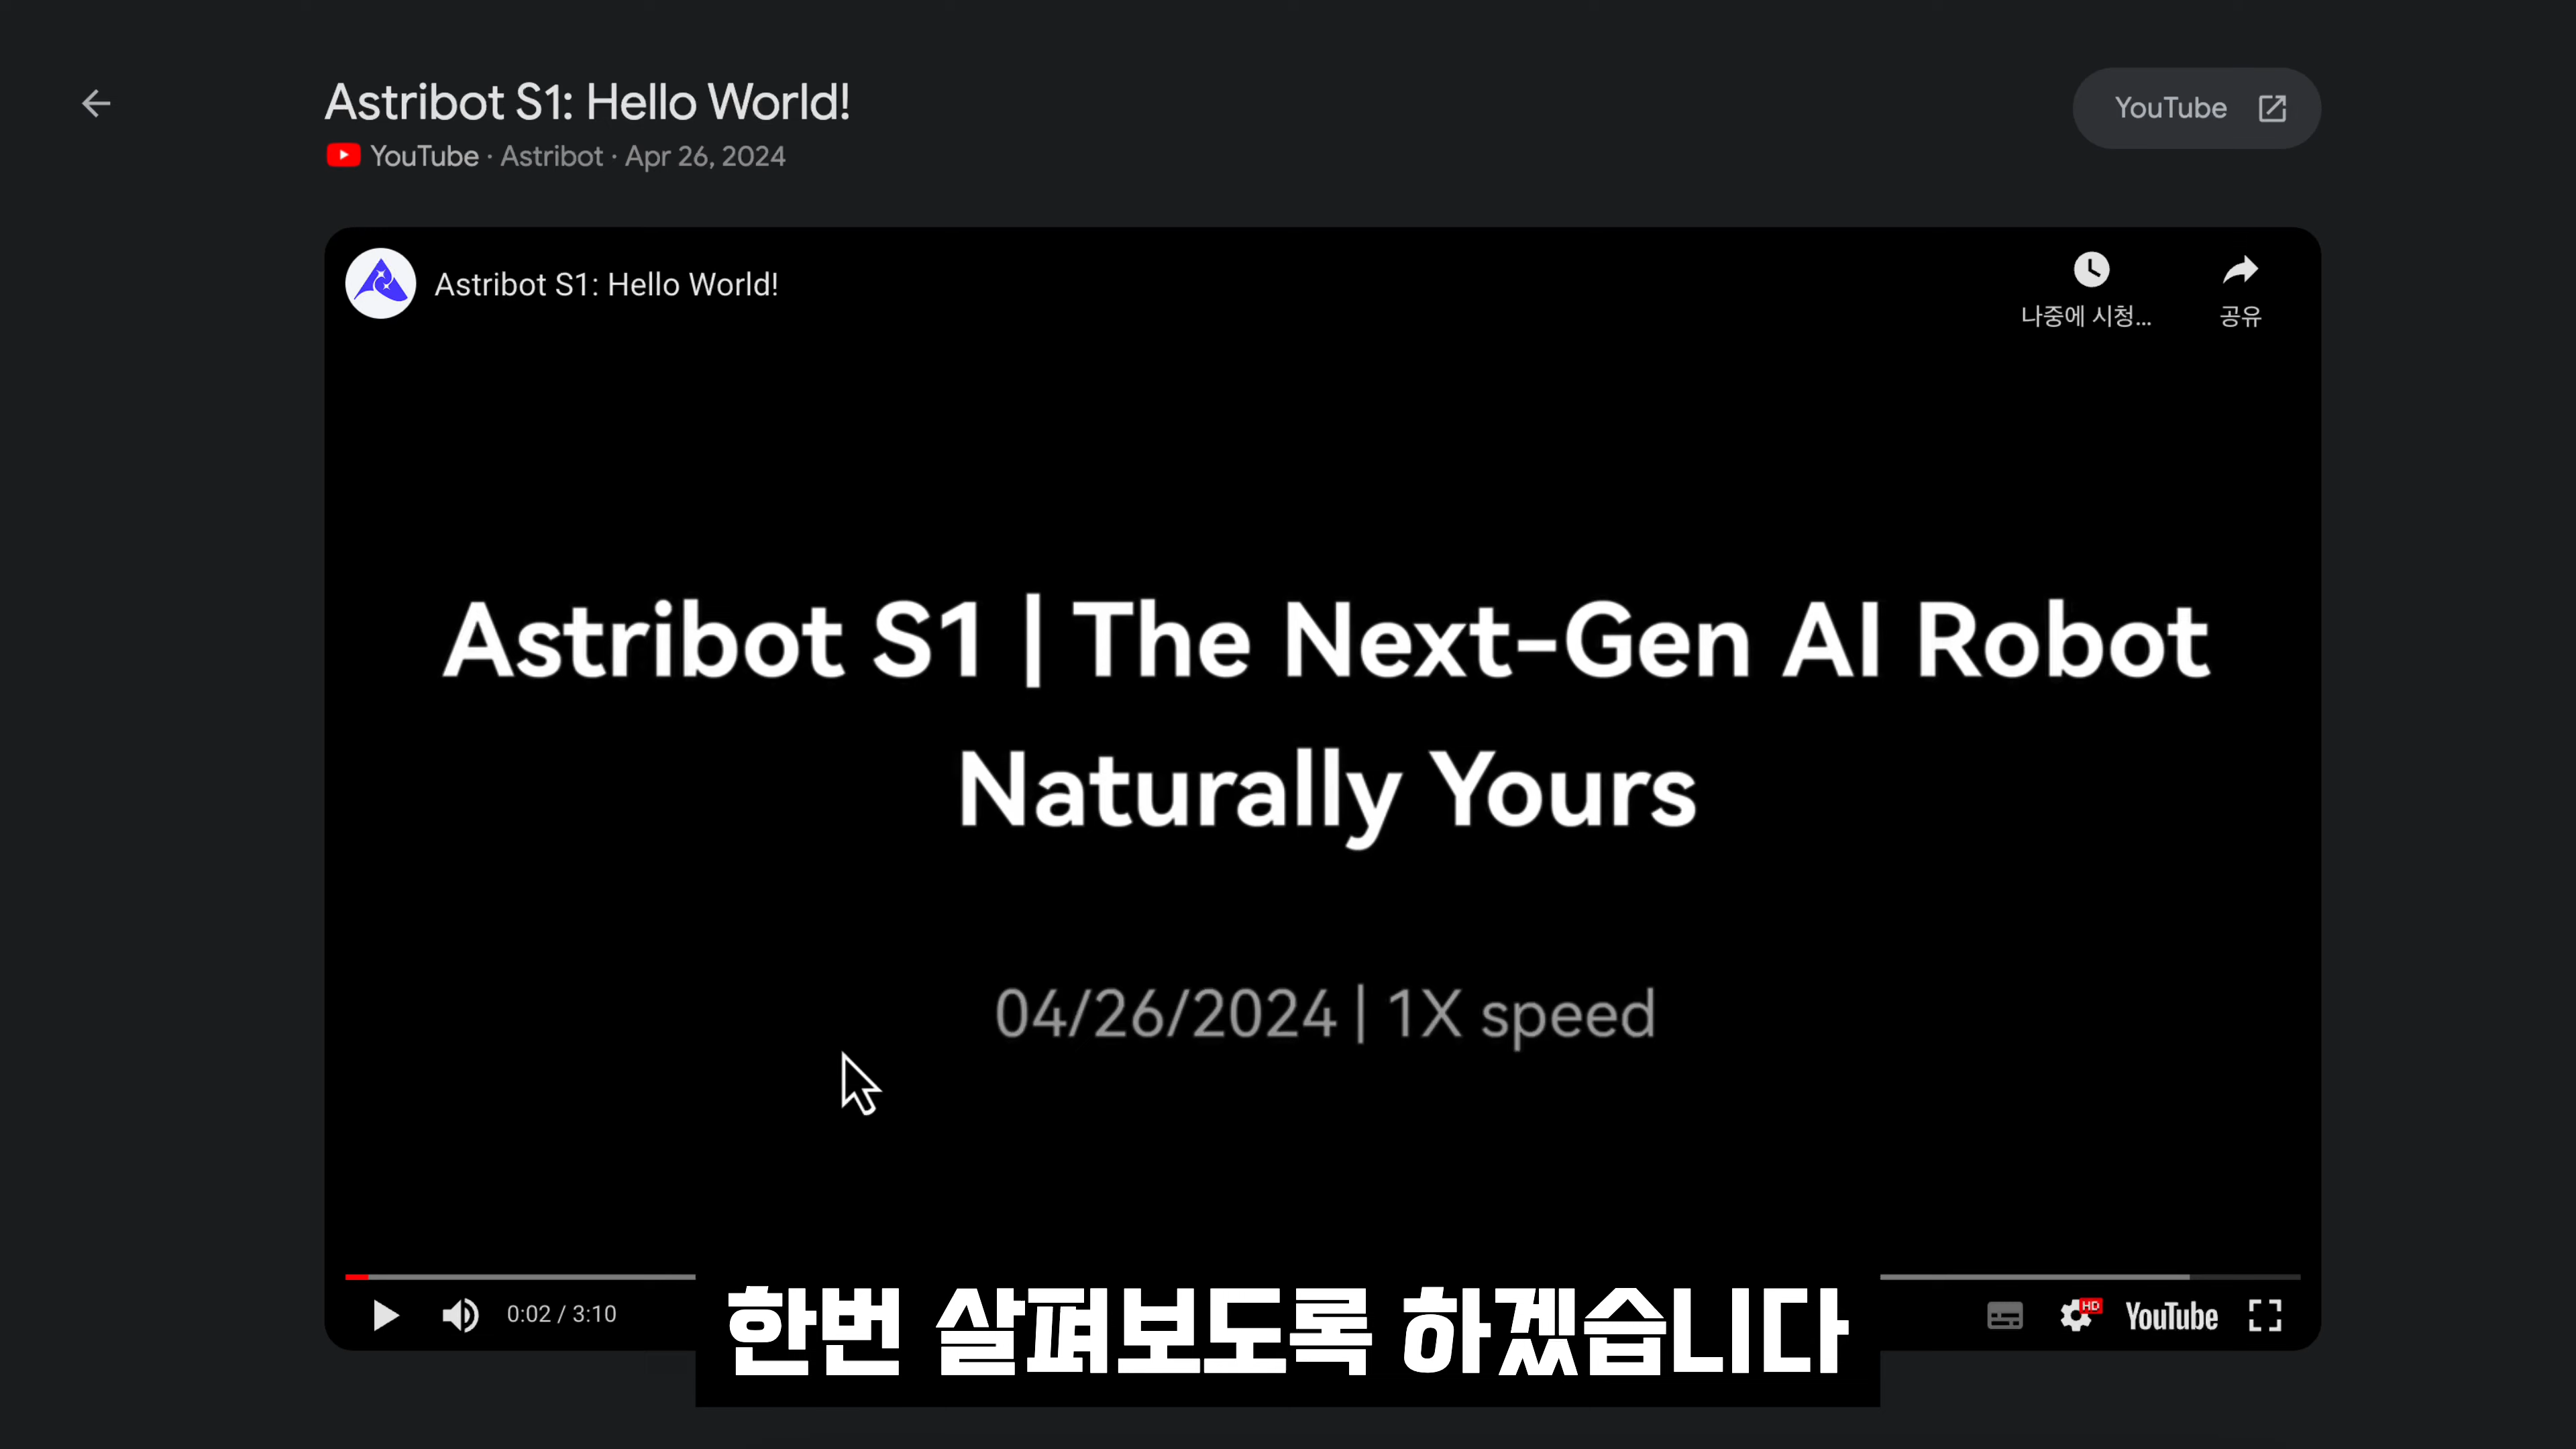 Astribot S1: Hello World!
YouTube
YouTube · Astribot · Apr 26, 2024
Astribot S1: Hello World!
나중에 시청...
공유
Astribot S1 | The Next-Gen AI Robot
Naturally Yours
04/26/2024 | 1X speed
0:02 / 3:10
HD
YouTube
한번 살펴보도록 하겠습니다